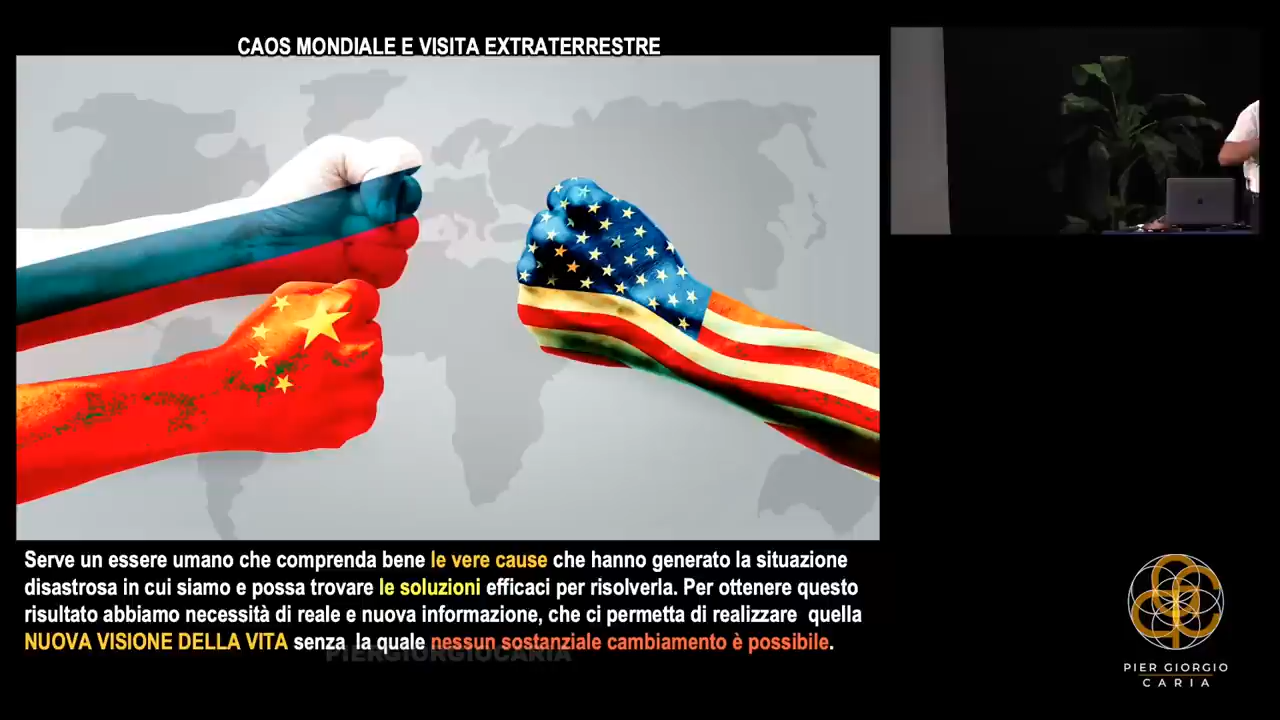 CAOS MONDIALE E VISITA EXTRATERRESTRE
Serve un essere umano che comprenda bene le vere cause che hanno generato la situazione
disastrosa in cui siamo e possa trovare le soluzioni efficaci per risolverla. Per ottenere questo
risultato abbiamo necessità di reale e nuova informazione, che ci permetta di realizzare quella
NUOVA VISIONE DELLA VITA senza la quale nessun sostanziale cambiamento è possibile.
PIERGIORGIOCARIA
PIER GIORGIO
CARIA